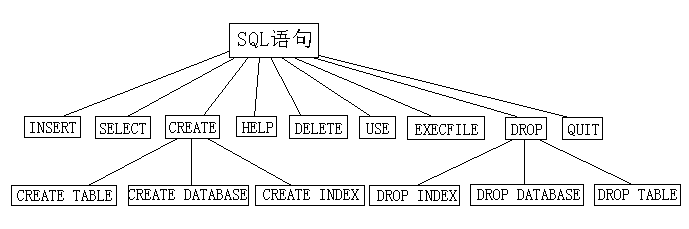 SQL语句
INSERT
SELECT
CREATE
HELP
DELETE
USE
EXECFILE
DROP
QUIT
CREATE TABLE
CREATE DATABASE
CREATE INDEX
DROP INDEX
DROP DATABASE
DROP TABLE